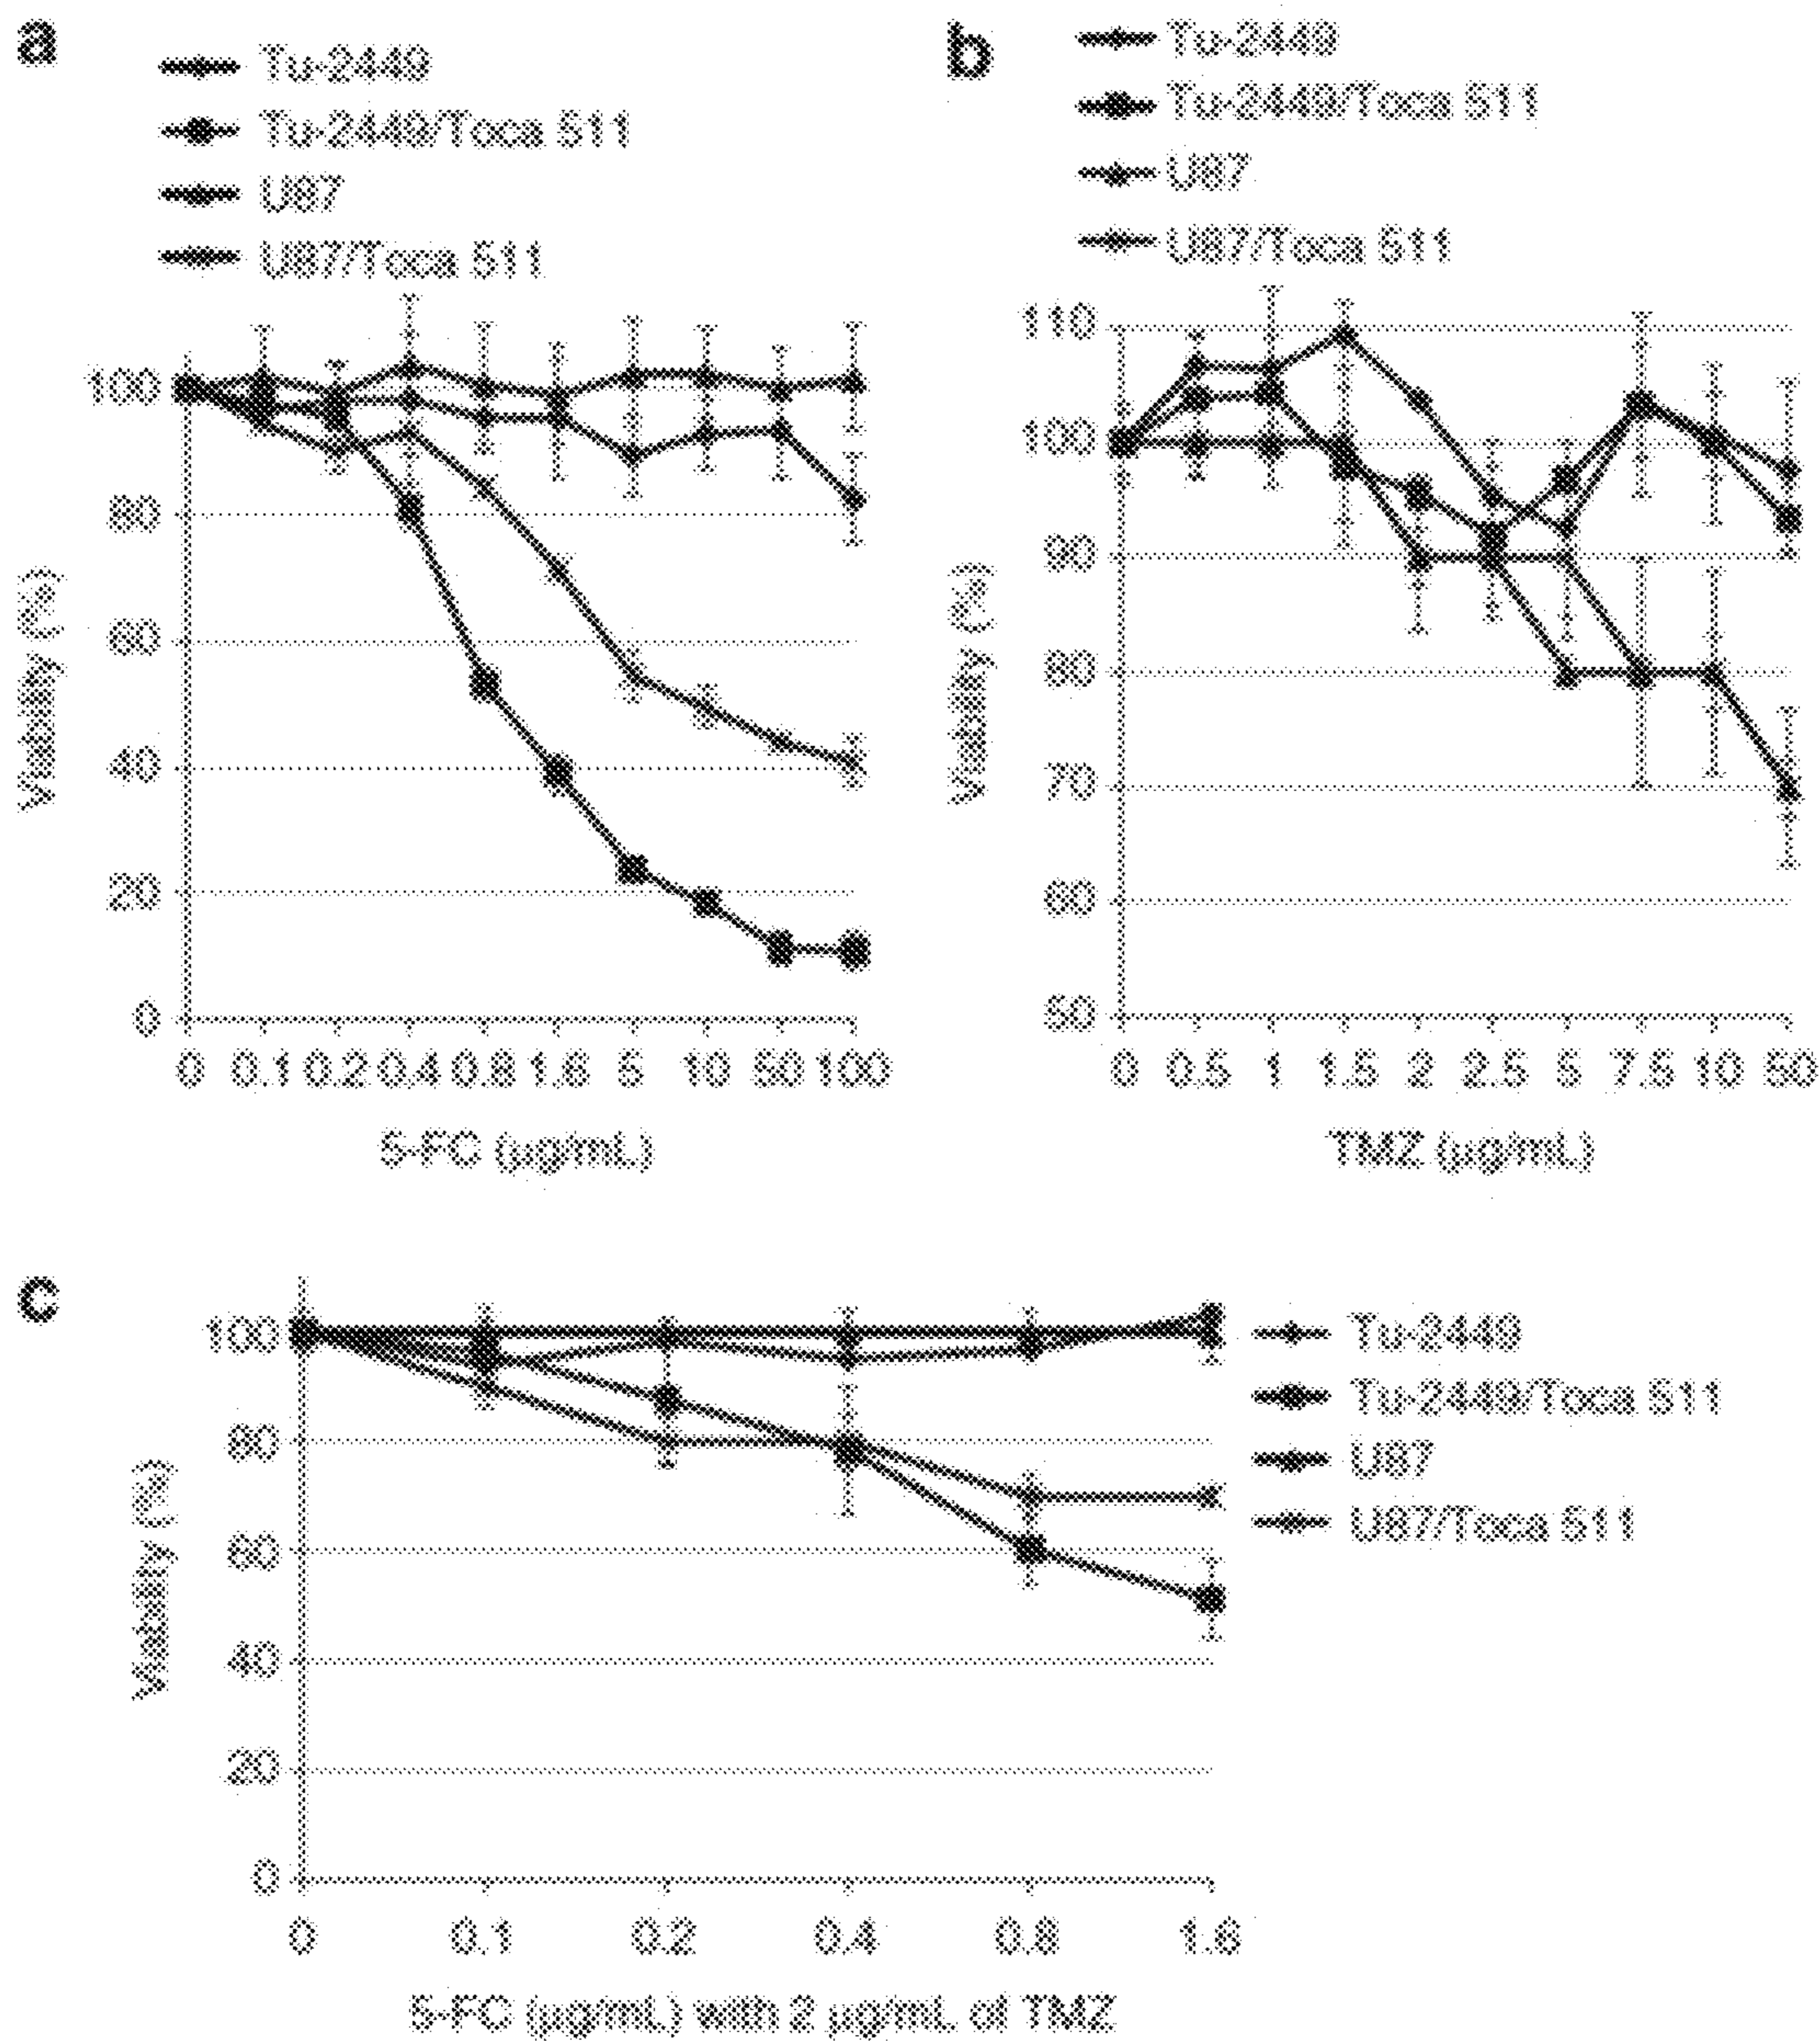 a
Tu-2449
Tu-2449/Toca 511
U87
U87/Toca 511
100
80
60
40
20
0
Viability (%)
0 0.1 0.2 0.4 0.8 1.6 5 10 50 100
5-FC (µg/mL)
b
Tu-2449
Tu-2449/Toca 511
U87
U87/Toca 511
110
100
90
80
70
60
50
Viability (%)
0 0.5 1 1.5 2 2.5 5 7.5 10 50
TMZ (µg/mL)
c
100
80
60
40
20
0
Viability (%)
0 0.1 0.2 0.4 0.8 1.6
5-FC (µg/mL) with 2 µg/mL of TMZ
Tu-2449
Tu-2449/Toca 511
U87
U87/Toca 511